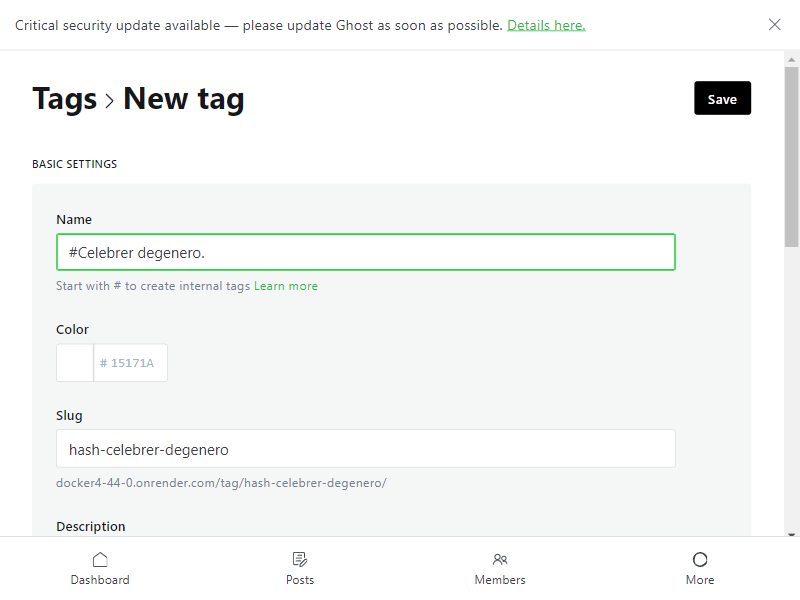 Critical security update available — please update Ghost as soon as possible. Details here.
Tags > New tag
Save
BASIC SETTINGS
Name
#Celebrer degenero.
Start with # to create internal tags Learn more
Color
# 15171A
Slug
hash-celebrer-degenero
docker4-44-0.onrender.com/tag/hash-celebrer-degenero/
Description
Dashboard
Posts
Members
More